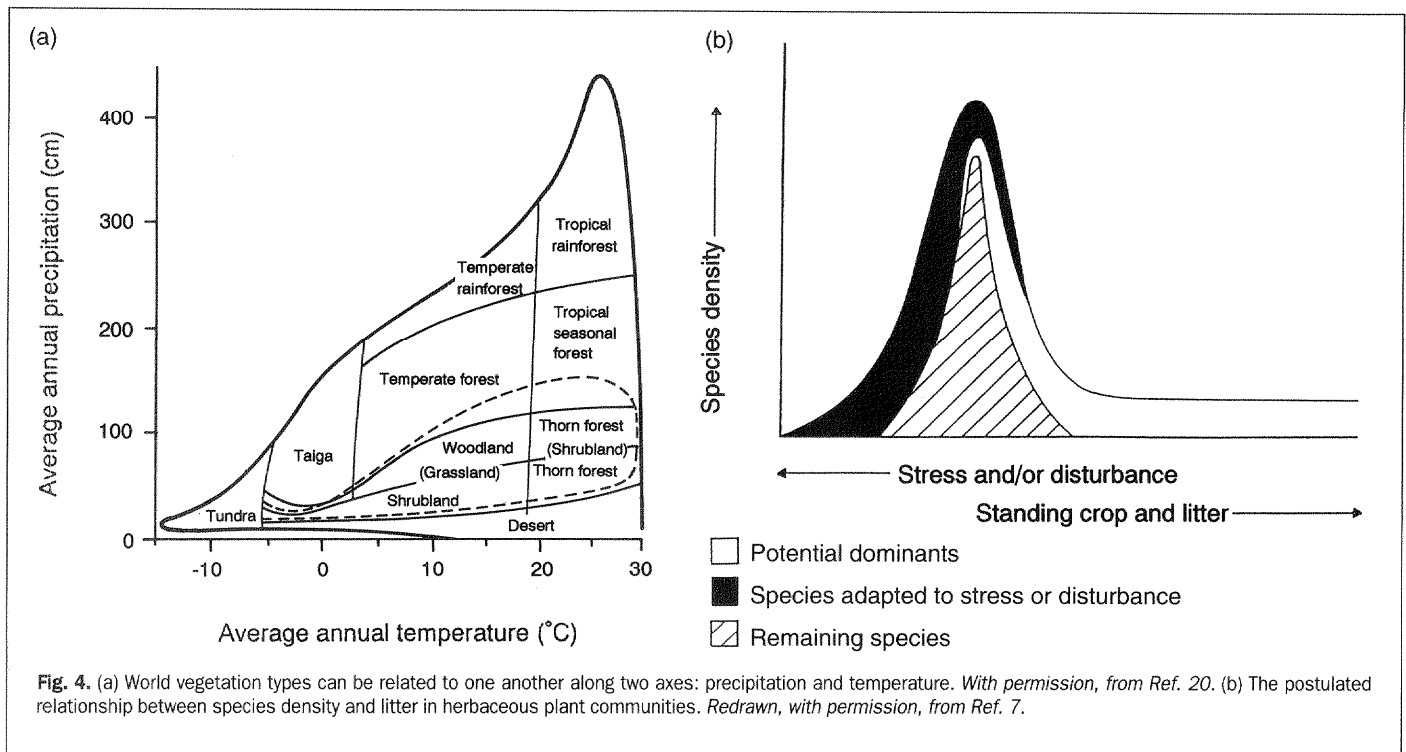 (a)
Average annual precipitation (cm)
400
300
200
100
0
Tropical
rainforest
Temperate
rainforest
Tropical
seasonal
forest
Temperate forest
Taiga
Woodland
Thorn forest
(Shrubland)
(Grassland)
Thorn forest
Shrubland
Tundra
Desert
-10
0
10
20
30
Average annual temperature (°C)
(b)
Species density
Stress and/or disturbance
Standing crop and litter
Potential dominants
Species adapted to stress or disturbance
Remaining species
Fig. 4. (a) World vegetation types can be related to one another along two axes: precipitation and temperature. With permission, from Ref. 20. (b) The postulated
relationship between species density and litter in herbaceous plant communities. Redrawn, with permission, from Ref. 7.